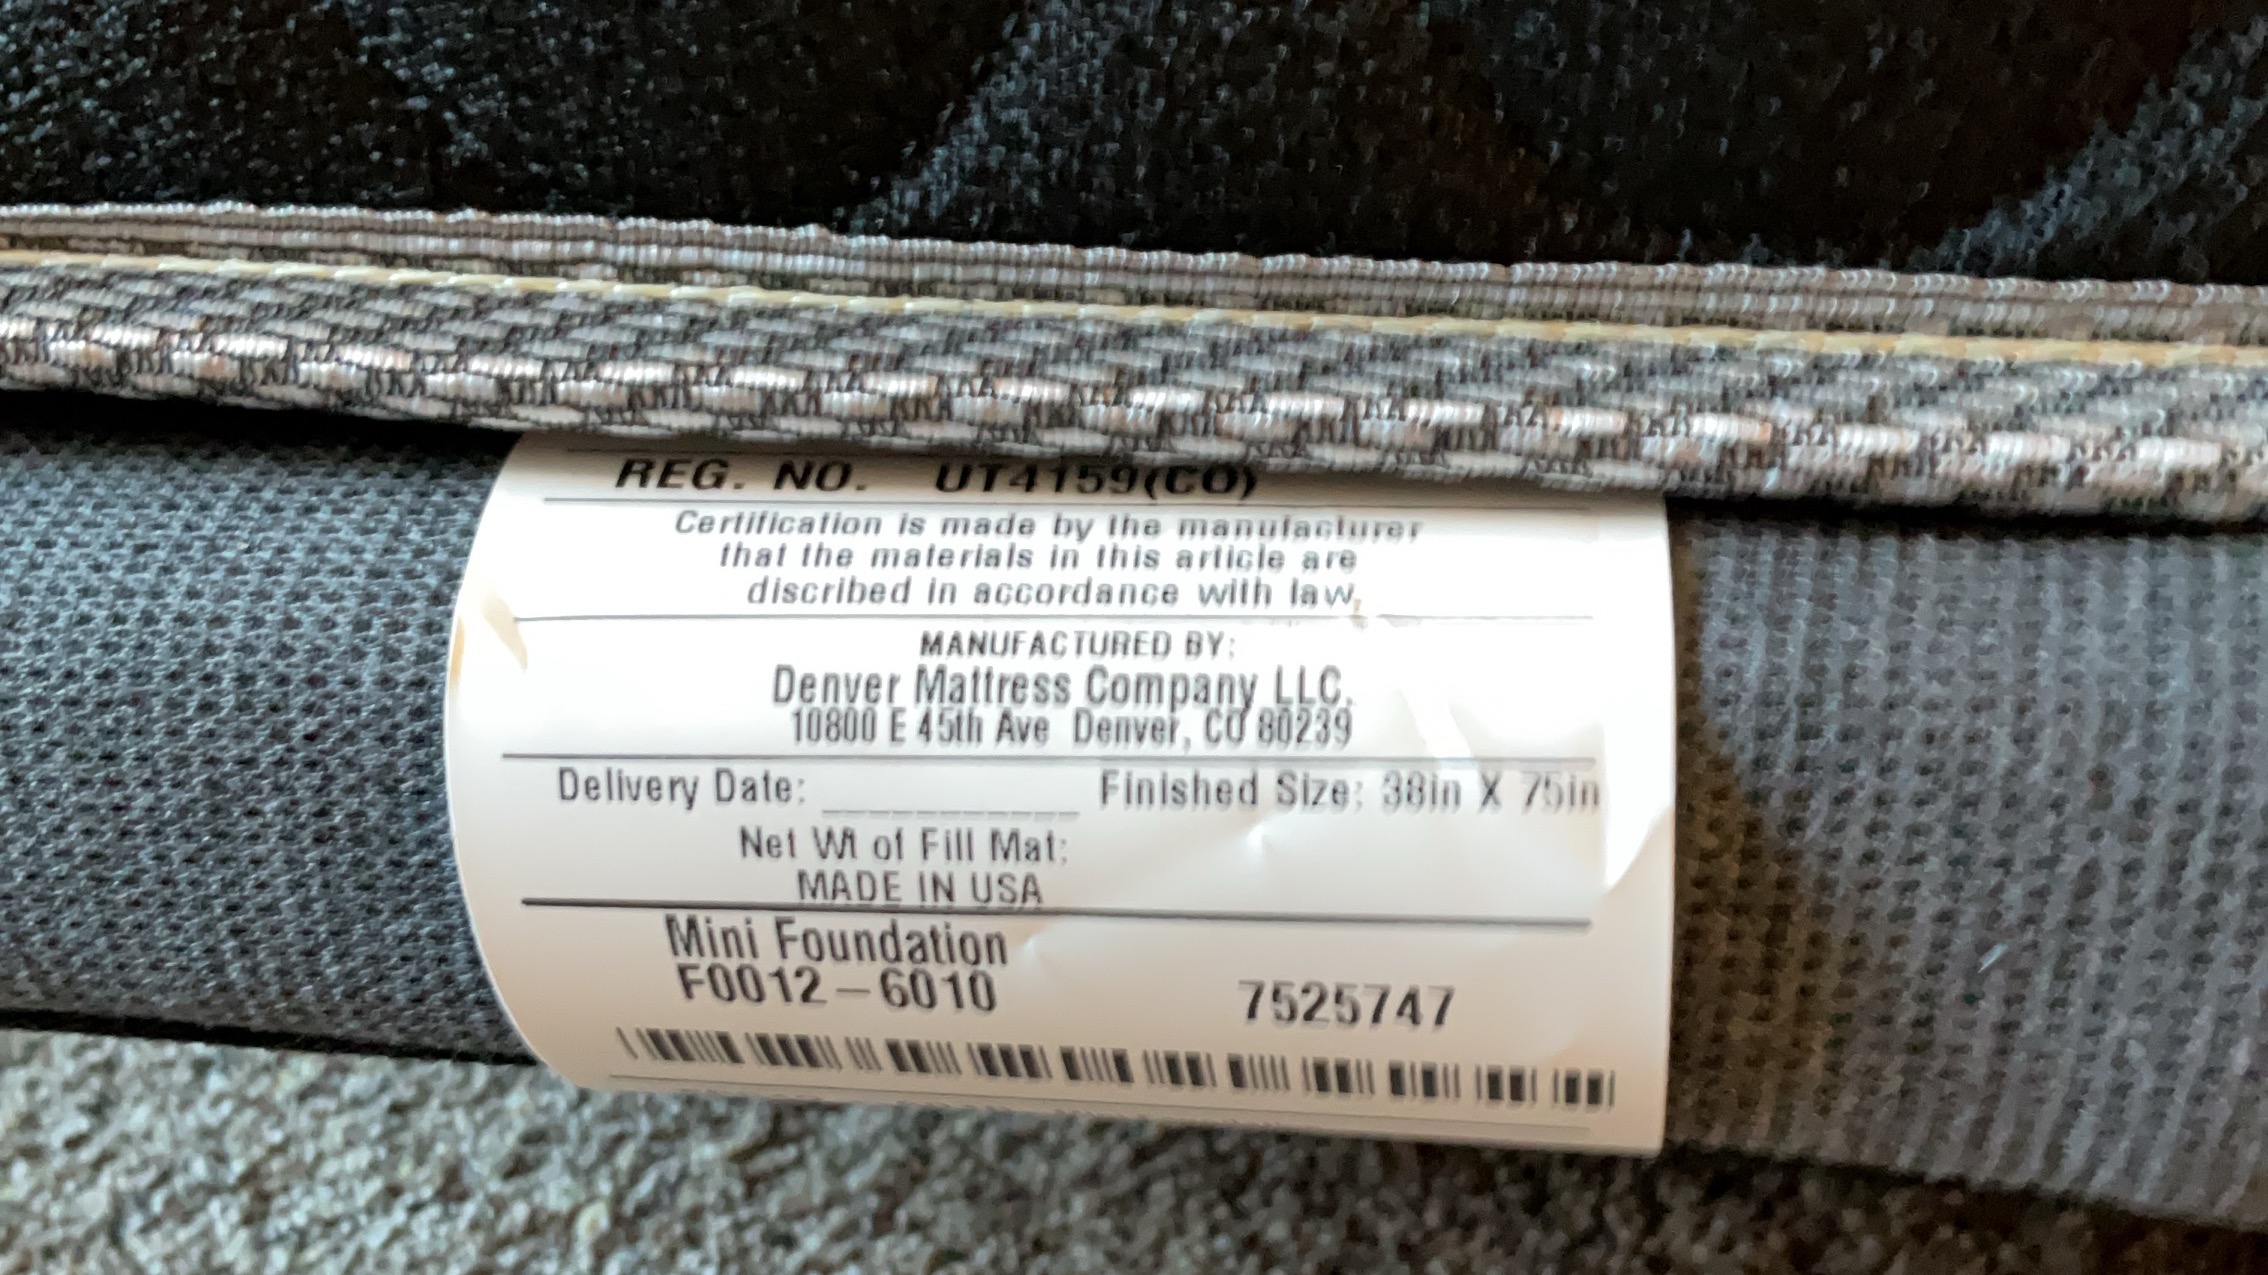 REG. NO. UT4159(CO)
Certification is made by the manufacturer
that the materials in this article are
discribed in accordance with law.
MANUFACTURED BY:
Denver Mattress Company LLC.
10800 E 45th Ave Denver, CO 80239
Delivery Date: __________ Finished Size: 38in X 75in
Net Wt of Fill Mat:
MADE IN USA
Mini Foundation
F0012-6010 7525747